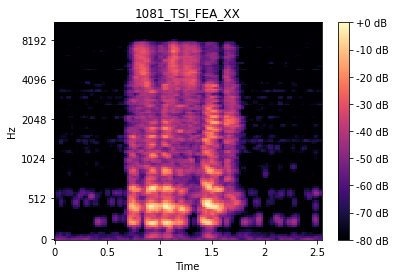 1081_TSI_FEA_XX
+0 dB
8192
-10 dB
4096
-20 dB
-30 dB
2048
Hz
-40 dB
1024
-50 dB
512
-60 dB
-70 dB
0
-80 dB
0 0.5 1 1.5 2 2.5
Time